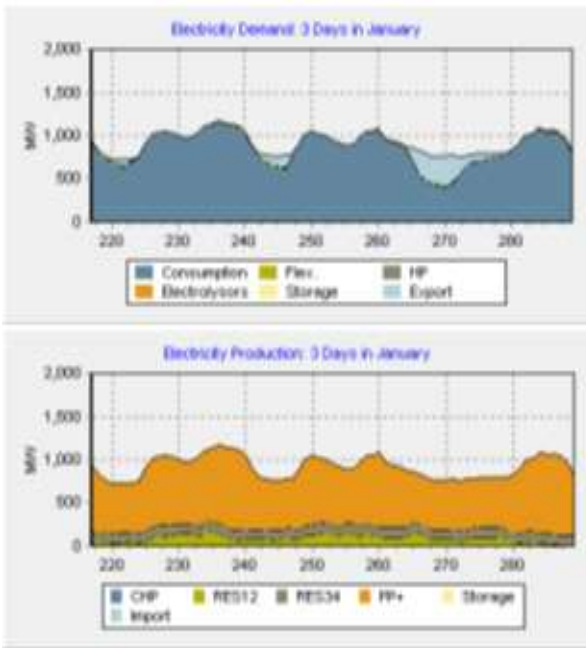 Electricity Demand: 3 Days in January
2,000
1,500
1,000
500
0
MW
220 230 240 250 260 270 280
Consumption Flex. HP
Electrolysors Storage Export
Electricity Production: 3 Days in January
2,000
1,500
1,000
500
0
MW
220 230 240 250 260 270 280
CHP RES12 RES34 PP+ Storage
Import